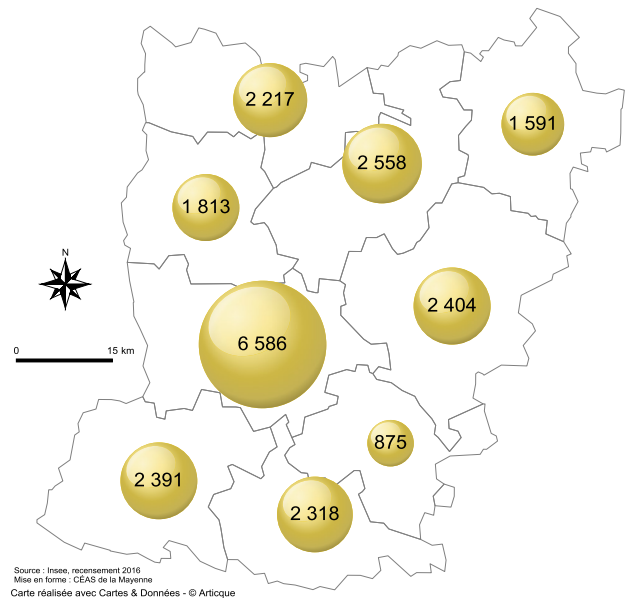 2 217
1 591
2 558
1 813
N
2 404
6 586
0 15 km
875
2 391
2 318
Source : Insee, recensement 2016
Mise en forme : CÉAS de la Mayenne
Carte réalisée avec Cartes & Données - © Articque